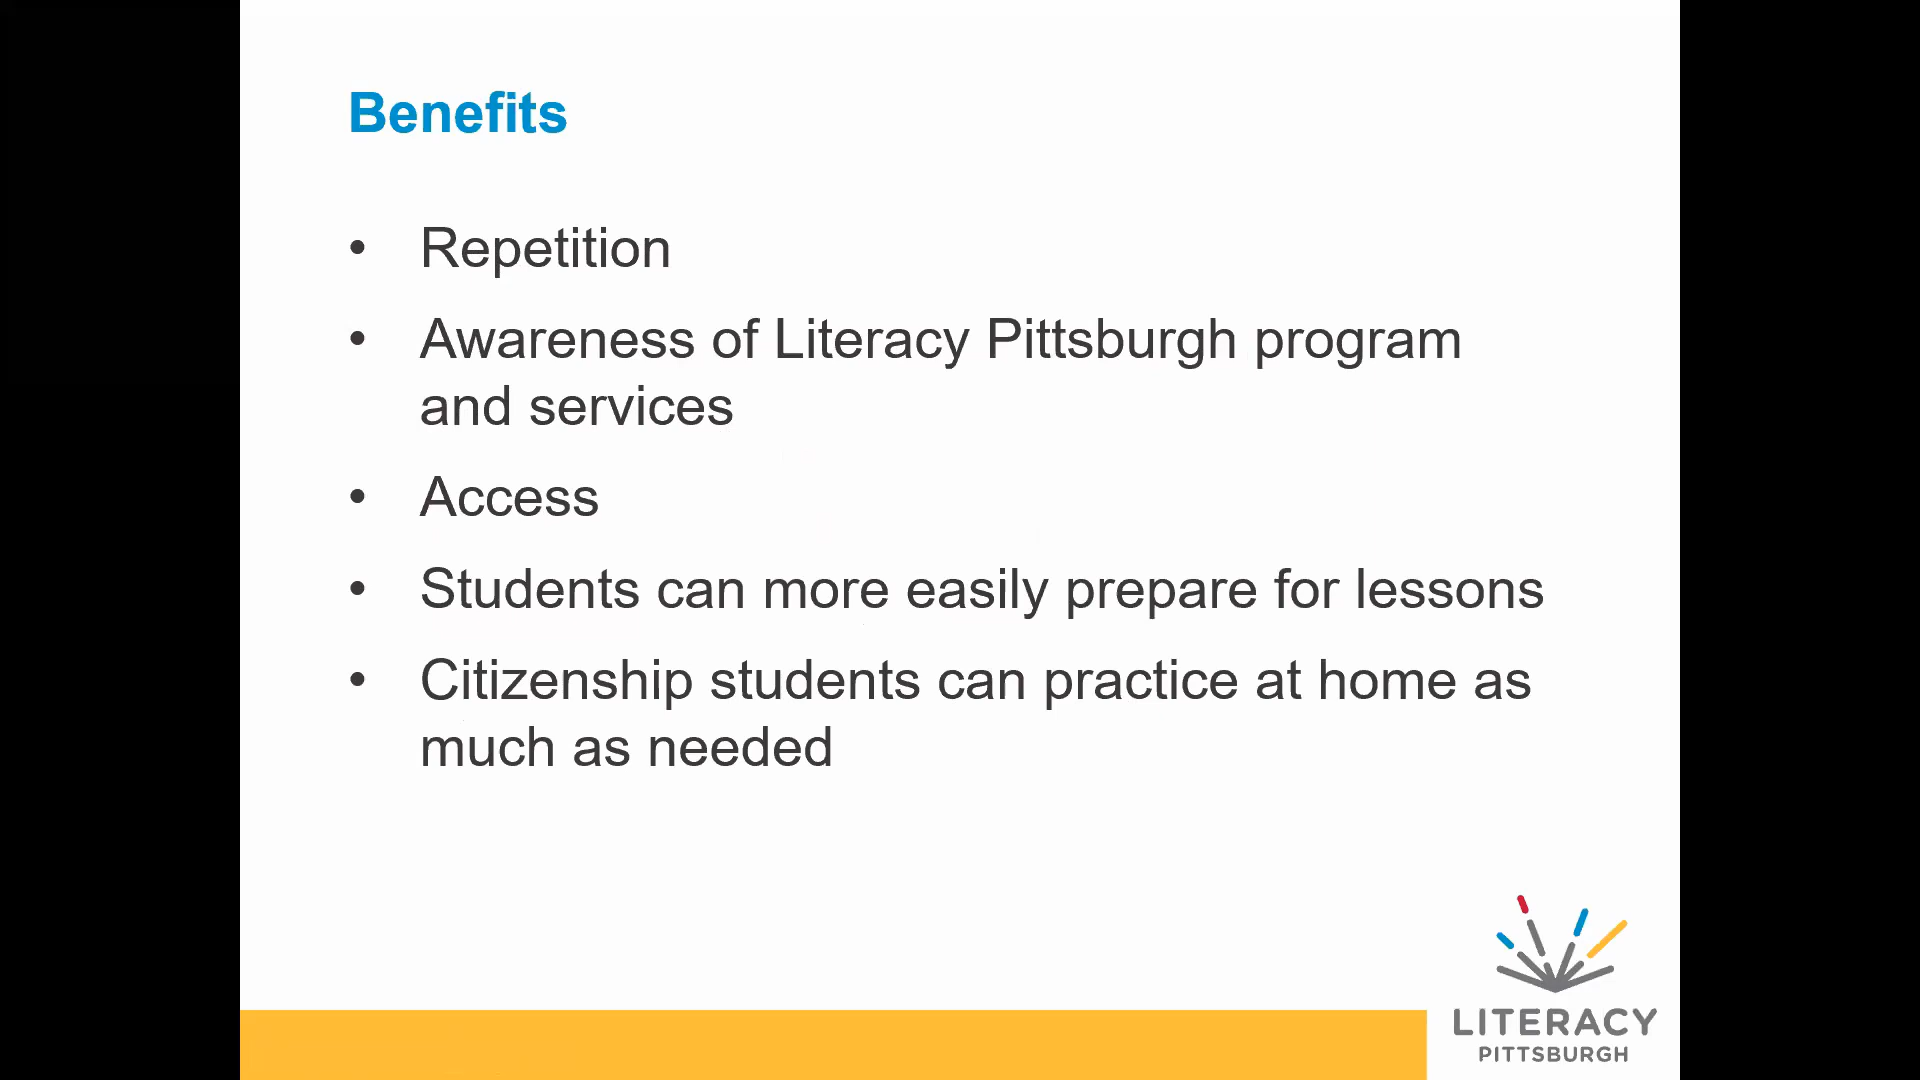 Benefits
• Repetition
• Awareness of Literacy Pittsburgh program
and services
• Access
• Students can more easily prepare for lessons
• Citizenship students can practice at home as
much as needed
LITERACY
PITTSBURGH